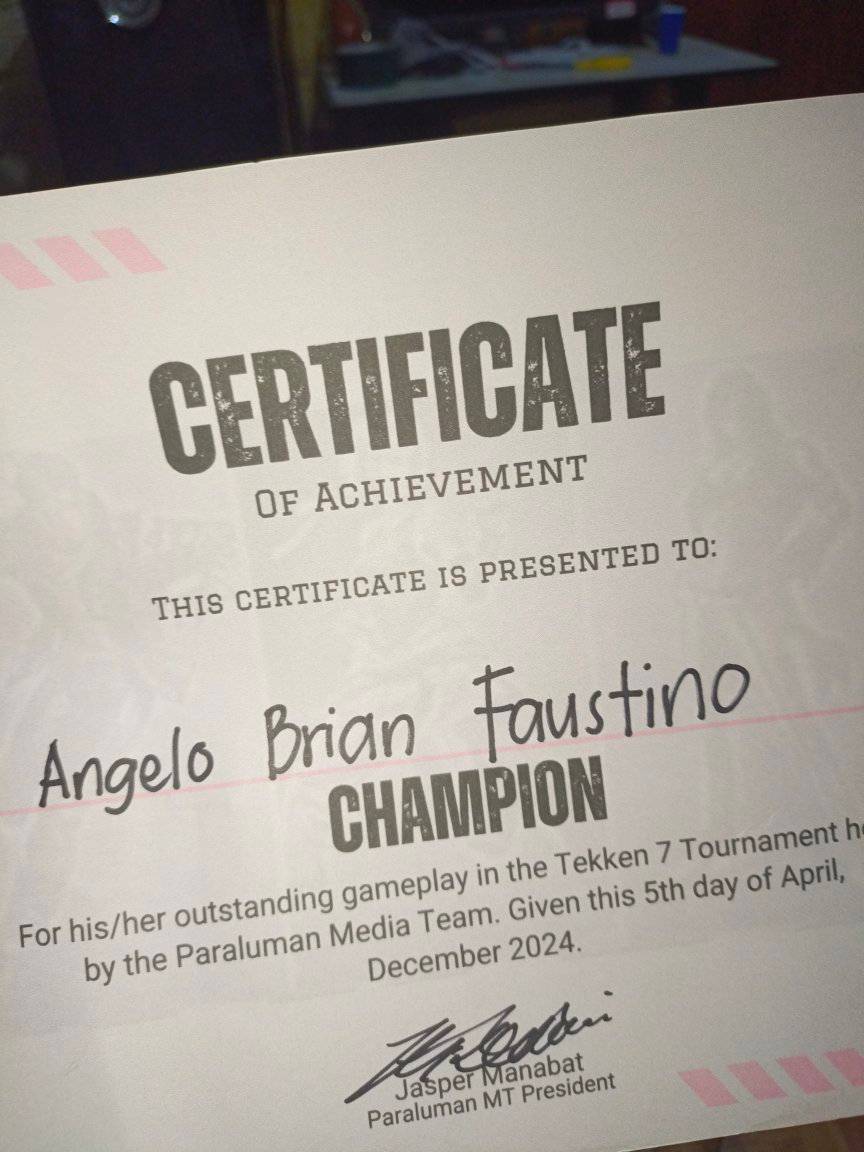 CERTIFICATE
OF ACHIEVEMENT
THIS CERTIFICATE IS PRESENTED TO:
Angelo Brian Faustino
CHAMPION
For his/her outstanding gameplay in the Tekken 7 Tournament
by the Paraluman Media Team. Given this 5th day of April,
December 2024.
Jasper Manabat
Paraluman MT President